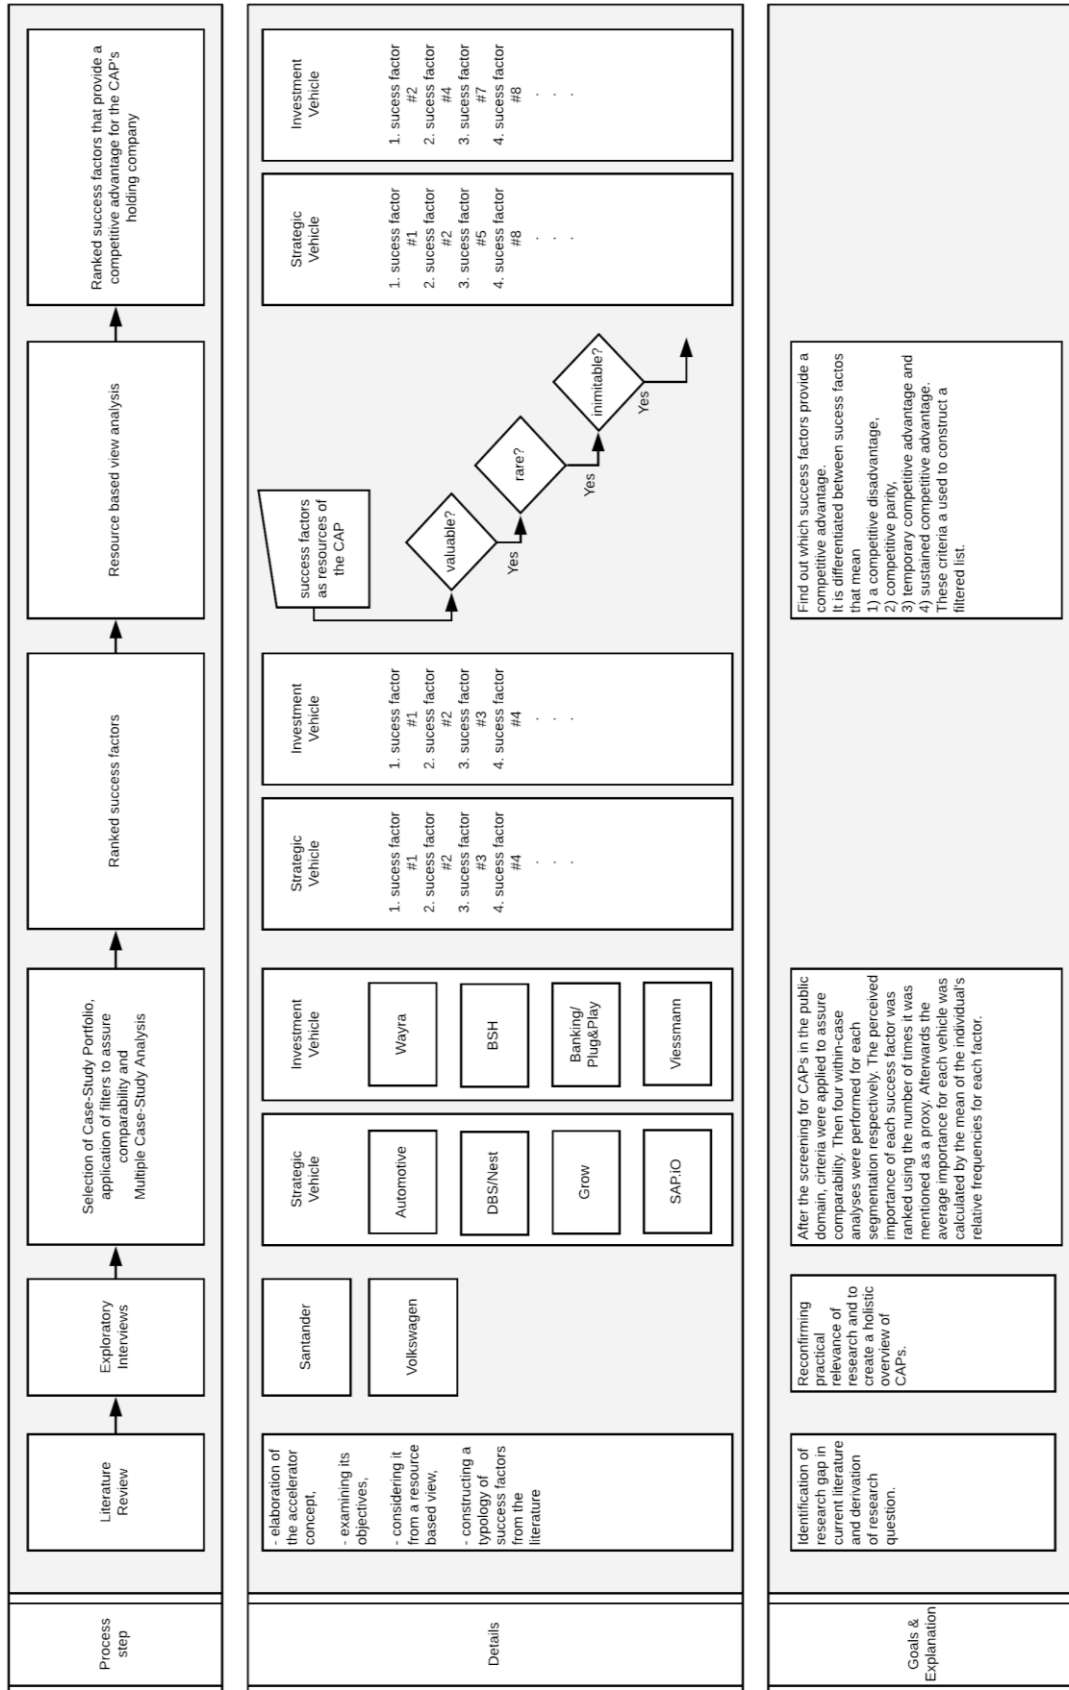 Process
step
Literature
Review
Exploratory
Interviews
Selection of Case-Study Portfolio,
application of filters to assure
comparability and
Multiple Case-Study Analysis
Ranked success factors
Resource based view analysis
Ranked success factors that provide a
competitive advantage for the CAP's
holding company
Details
- elaboration of
the accelerator
concept,
- examining its
objectives,
- considering it
from a resource
based view,
- constructing a
typology of
success factors
from the
literature
Santander
Volkswagen
Strategic
Vehicle
Automotive
DBS/Nest
Grow
SAP.iO
Investment
Vehicle
Wayra
BSH
Banking/
Plug&Play
Viessmann
Strategic
Vehicle
1. sucess factor
#1
2. sucess factor
#2
3. sucess factor
#3
4. sucess factor
#4
.
.
.
Investment
Vehicle
1. sucess factor
#1
2. sucess factor
#2
3. sucess factor
#3
4. sucess factor
#4
.
.
.
success factors
as resources of
the CAP
valuable?
Yes
rare?
Yes
inimitable?
Yes
Strategic
Vehicle
1. sucess factor
#1
2. sucess factor
#2
3. sucess factor
#5
4. sucess factor
#8
.
.
.
Investment
Vehicle
1. sucess factor
#2
2. sucess factor
#4
3. sucess factor
#7
4. sucess factor
#8
.
.
.
Goals &
Explanation
Identification of
research gap in
current literature
and derivation
of research
question.
Reconfirming
practical
relevance of
research and to
create a holistic
overview of
CAPs.
After the screening for CAPs in the public
domain, cirteria were applied to assure
comparability. Then four within-case
analyses were performed for each
segmentation respectively. The perceived
importance of each success factor was
ranked using the number of times it was
mentioned as a proxy. Afterwards the
average importance for each vehicle was
calculated by the mean of the individual's
relative frequencies for each factor.
Find out which success factors provide a
competitive advantage.
It is differentiated between sucess factos
that mean
1) a competitive disadvantage,
2) competitive parity,
3) temporary competitive advantage and
4) sustained competitive advantage.
These criteria a used to construct a
filtered list.